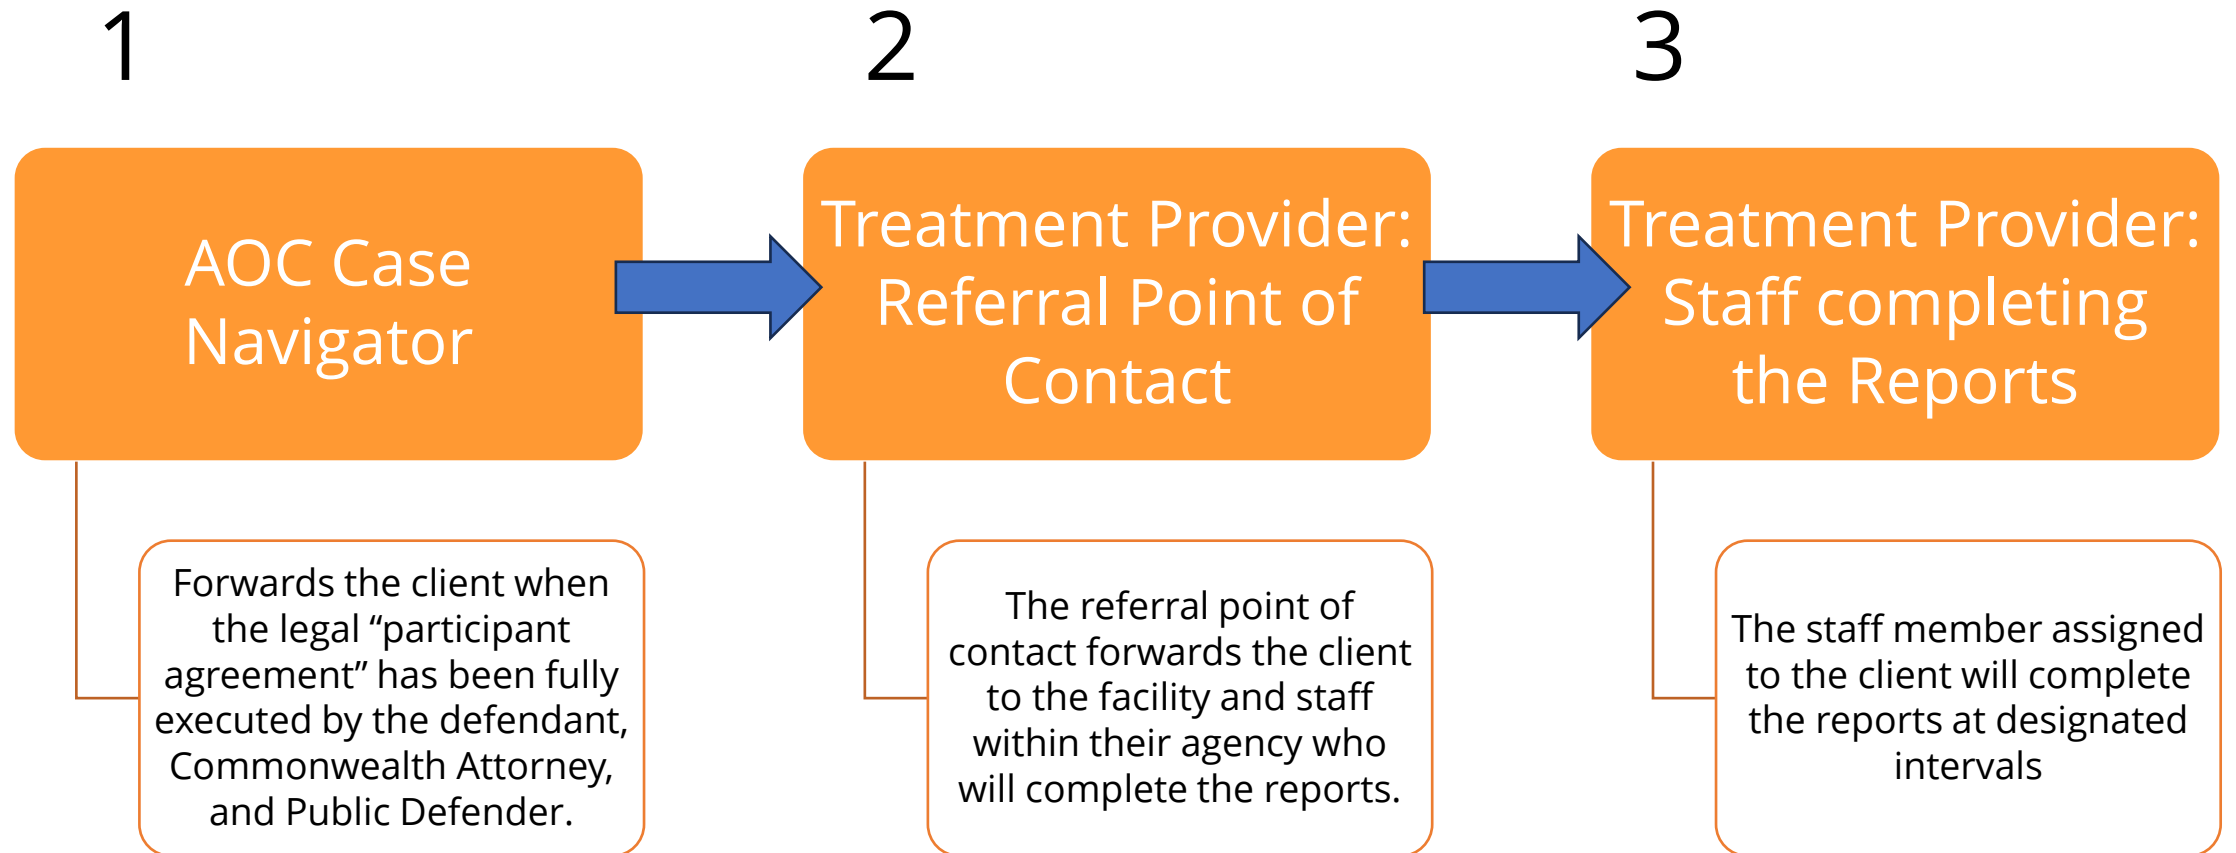 1
2
3
AOC Case
Navigator
Treatment Provider:
Referral Point of
Contact
Treatment Provider:
Staff completing
the Reports
Forwards the client when
the legal “participant
agreement” has been fully
executed by the defendant,
Commonwealth Attorney,
and Public Defender.
The referral point of
contact forwards the client
to the facility and staff
within their agency who
will complete the reports.
The staff member assigned
to the client will complete
the reports at designated
intervals